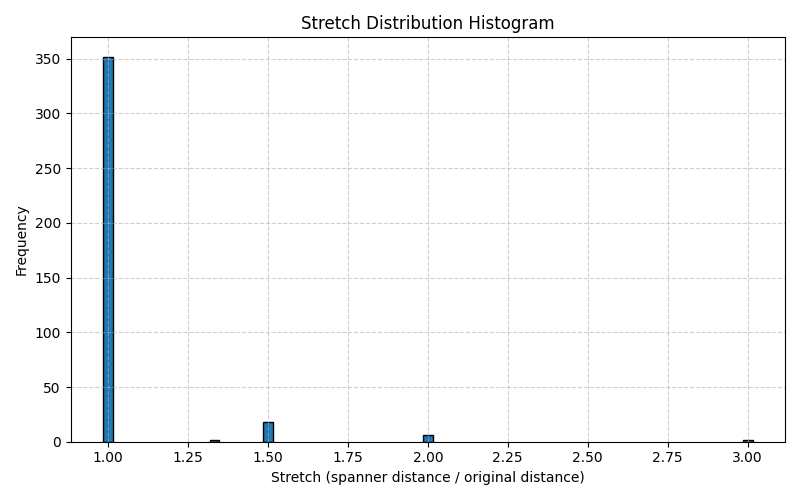 Stretch Distribution Histogram
Frequency
350
300
250
200
150
100
50
0
1.00 1.25 1.50 1.75 2.00 2.25 2.50 2.75 3.00
Stretch (spanner distance / original distance)